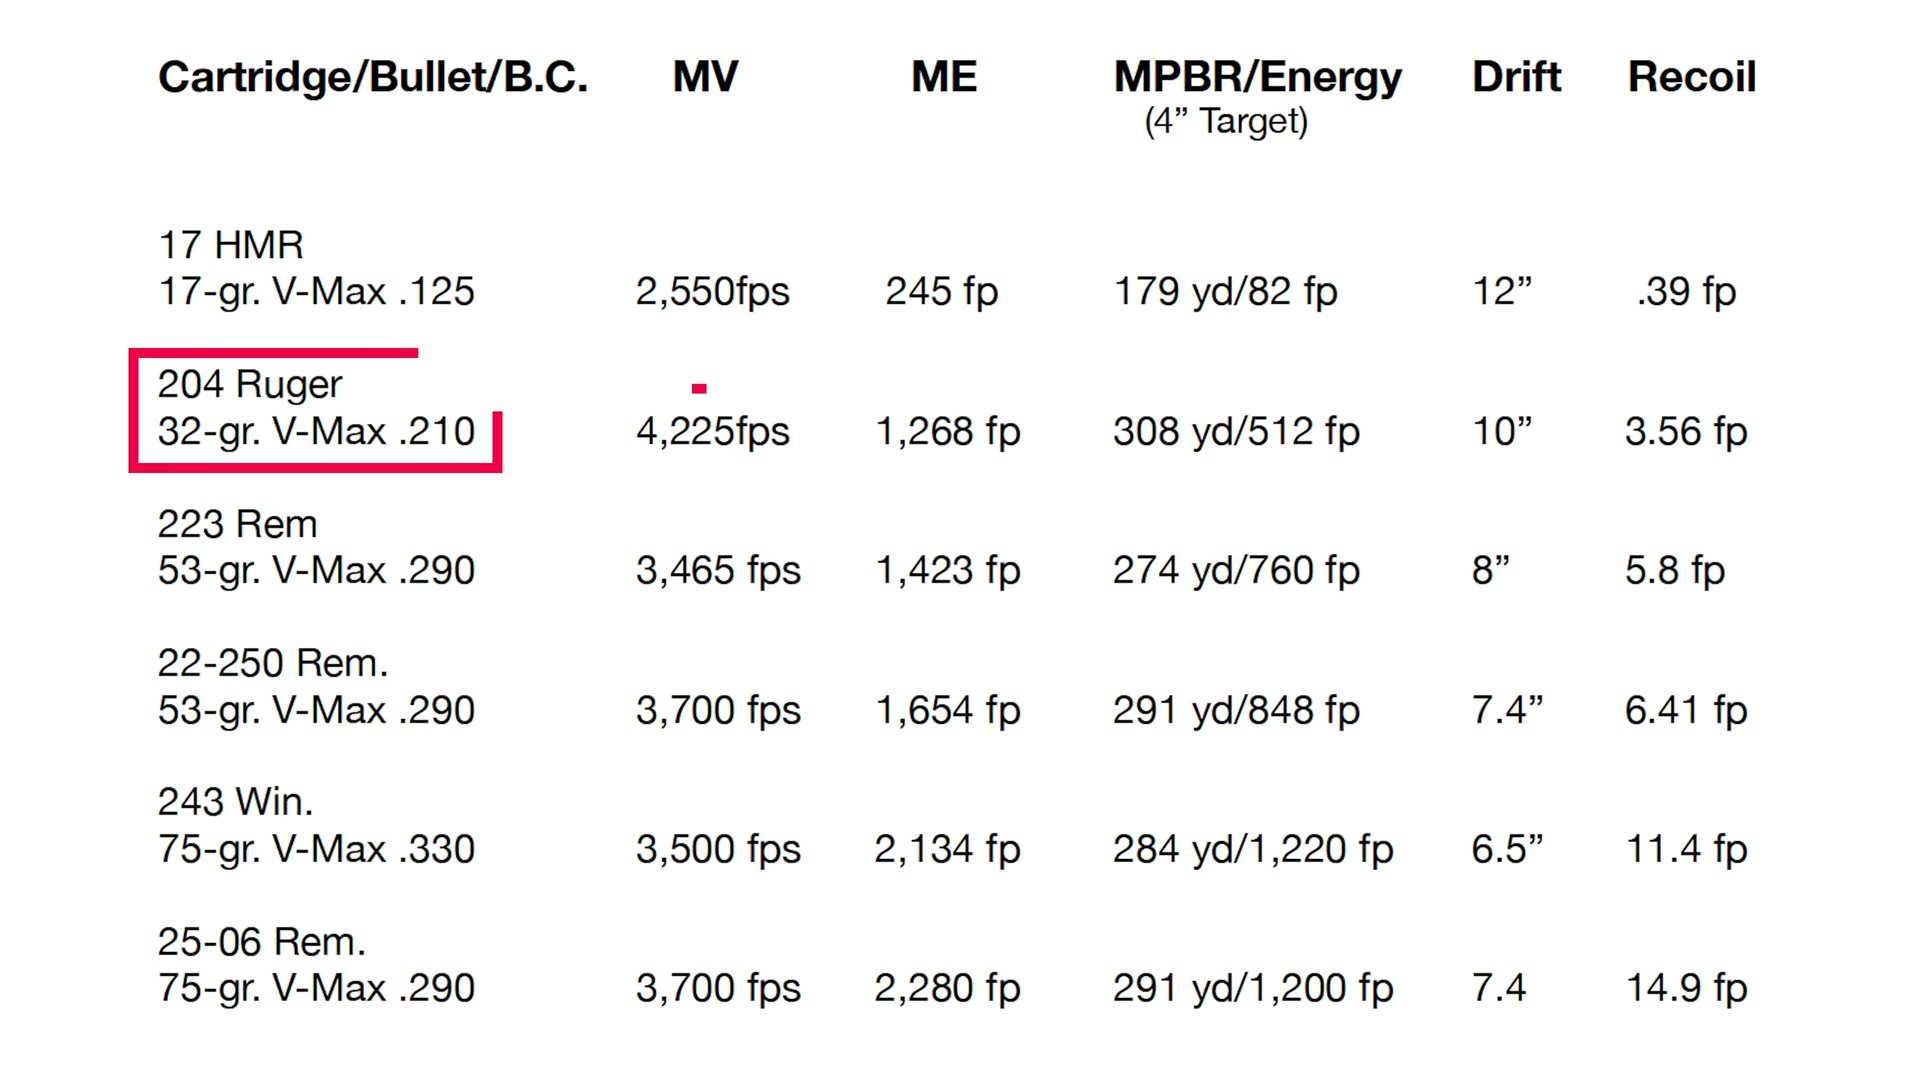 Cartridge/Bullet/B.C. MV ME MPBR/Energy Drift Recoil
(4” Target)
17 HMR
17-gr. V-Max .125 2,550fps 245 fp 179 yd/82 fp 12” .39 fp
204 Ruger
32-gr. V-Max .210 4,225fps 1,268 fp 308 yd/512 fp 10” 3.56 fp
223 Rem
53-gr. V-Max .290 3,465 fps 1,423 fp 274 yd/760 fp 8” 5.8 fp
22-250 Rem.
53-gr. V-Max .290 3,700 fps 1,654 fp 291 yd/848 fp 7.4” 6.41 fp
243 Win.
75-gr. V-Max .330 3,500 fps 2,134 fp 284 yd/1,220 fp 6.5” 11.4 fp
25-06 Rem.
75-gr. V-Max .290 3,700 fps 2,280 fp 291 yd/1,200 fp 7.4 14.9 fp